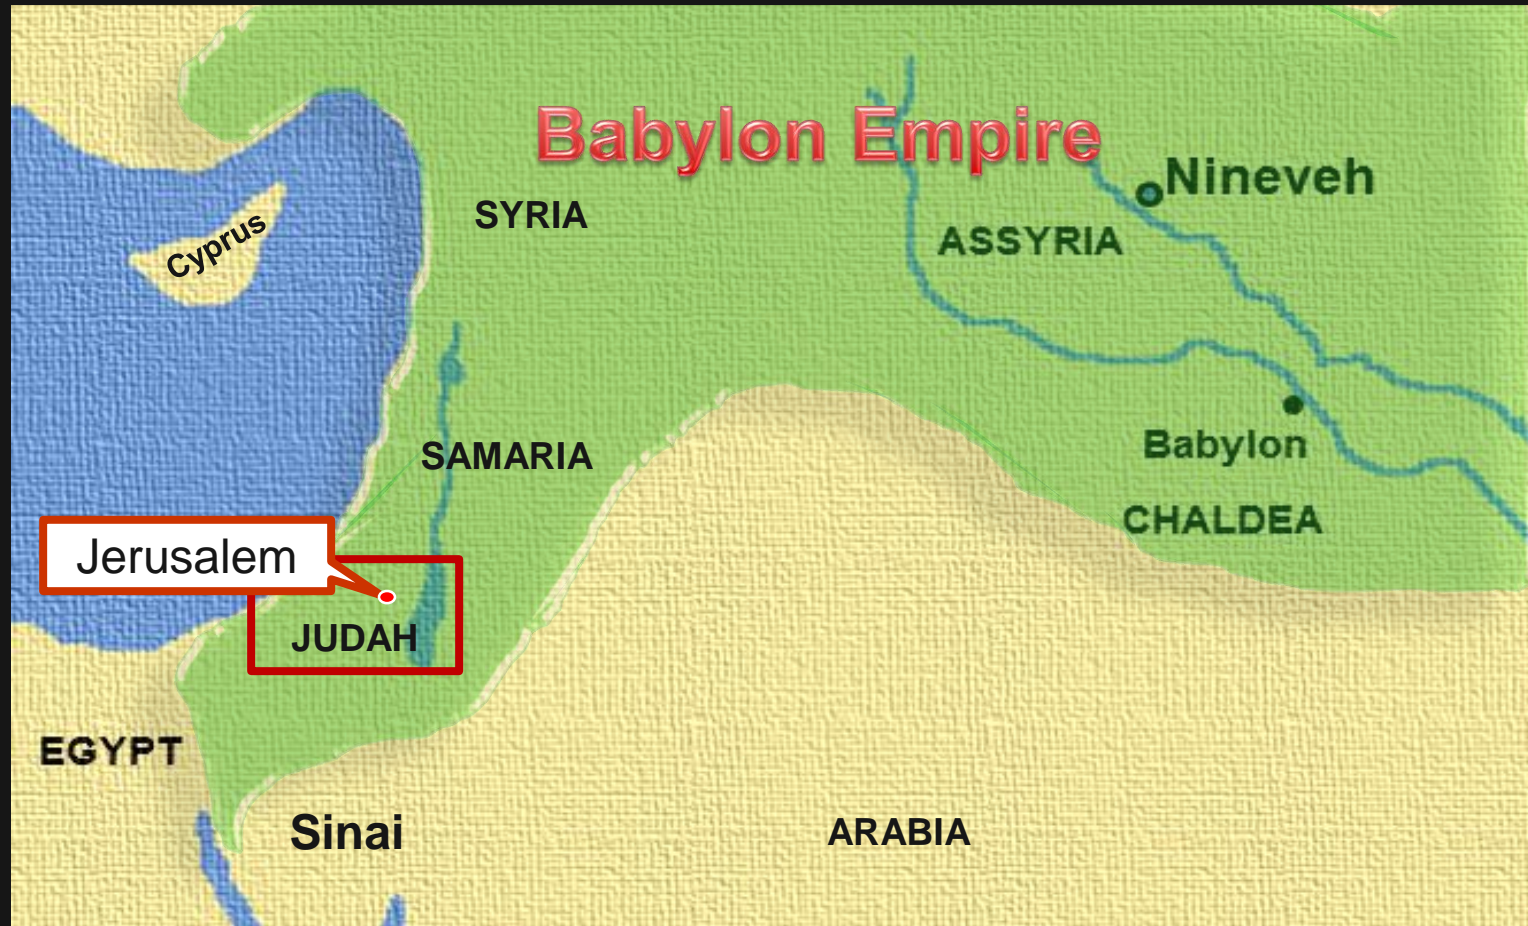 Babylon Empire
Nineveh
SYRIA
Cyprus
ASSYRIA
Babylon
SAMARIA
CHALDEA
Jerusalem
JUDAH
EGYPT
Sinai
ARABIA